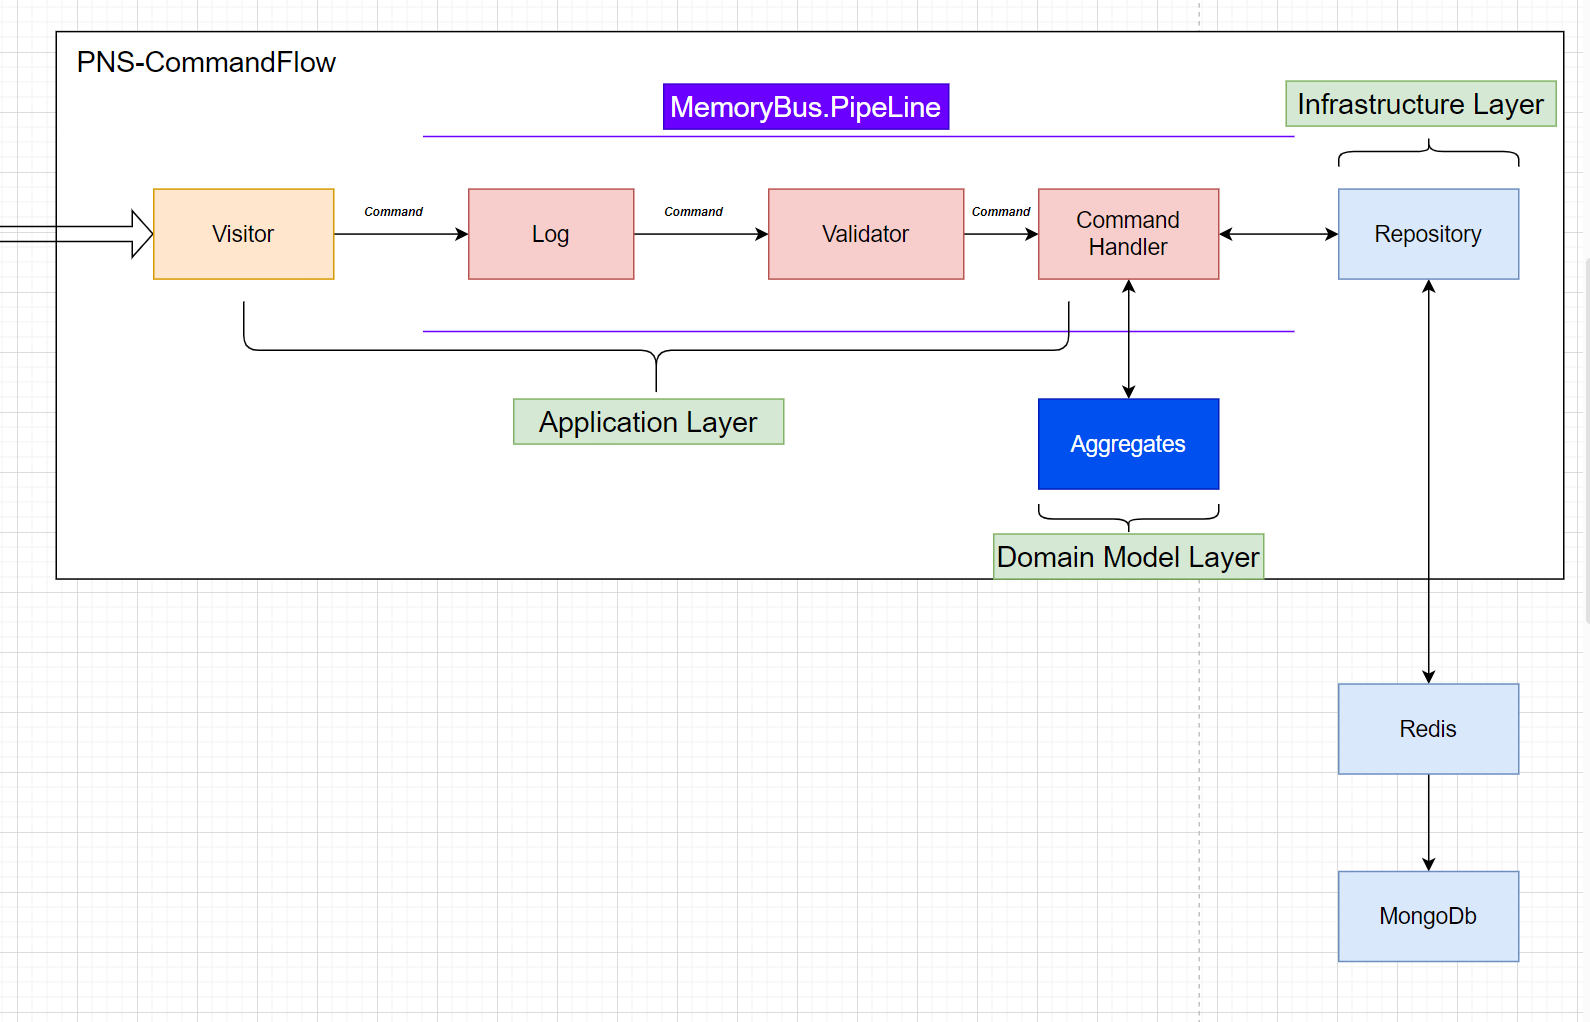 PNS-CommandFlow
MemoryBus.PipeLine
Infrastructure Layer
Visitor
Command
Log
Command
Validator
Command
Command
Handler
Repository
Application Layer
Aggregates
Domain Model Layer
Redis
MongoDb